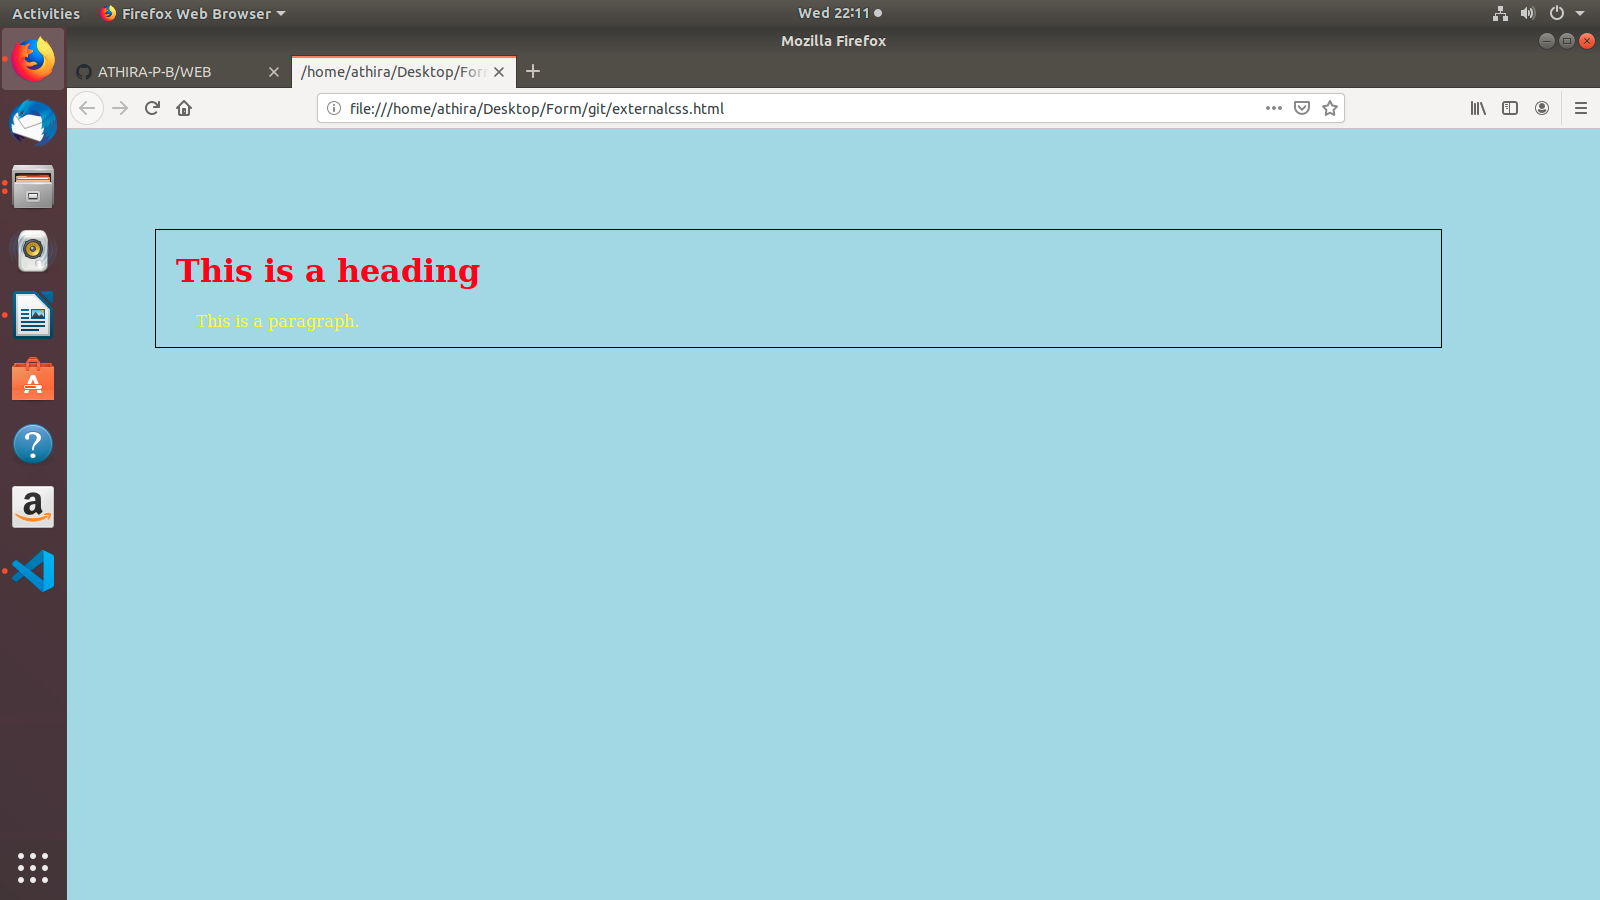 Activities Firefox Web Browser Wed 22:11
Mozilla Firefox
ATHIRA-P-B/WEB /home/athira/Desktop/For
file:///home/athira/Desktop/Form/git/externalcss.html
This is a heading
This is a paragraph.